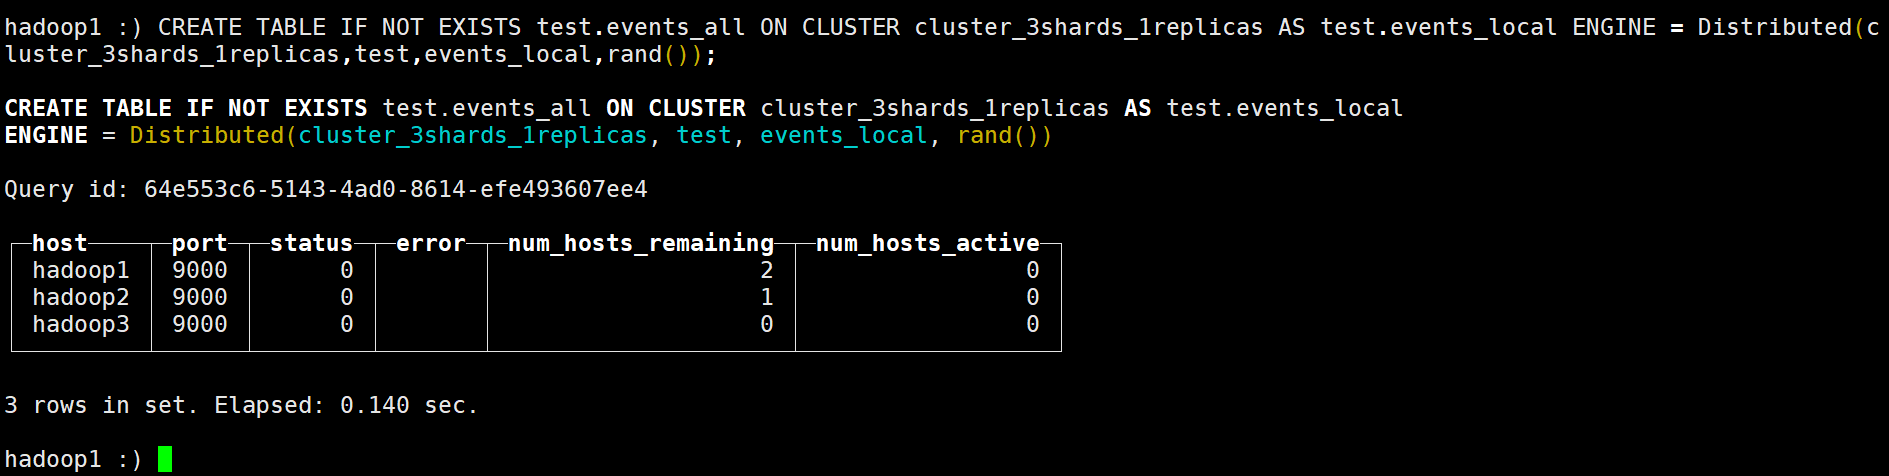 hadoop1 :) CREATE TABLE IF NOT EXISTS test.events_all ON CLUSTER cluster_3shards_1replicas AS test.events_local ENGINE = Distributed(c
luster_3shards_1replicas,test,events_local,rand());
CREATE TABLE IF NOT EXISTS test.events_all ON CLUSTER cluster_3shards_1replicas AS test.events_local
ENGINE = Distributed(cluster_3shards_1replicas, test, events_local, rand())
Query id: 64e553c6-5143-4ad0-8614-efe493607ee4
host port status error num_hosts_remaining num_hosts_active
hadoop1 9000 0 2 0
hadoop2 9000 0 1 0
hadoop3 9000 0 0 0
3 rows in set. Elapsed: 0.140 sec.
hadoop1 :)